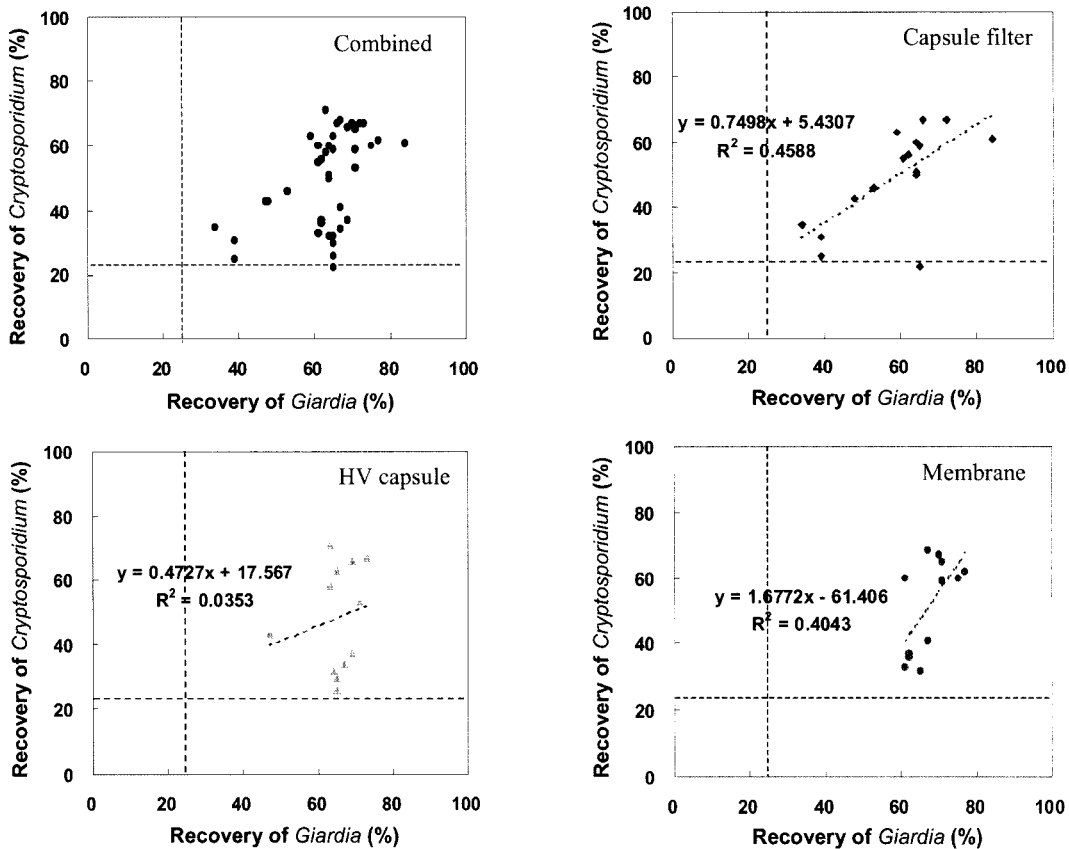 Combined
Recovery of Cryptosporidium (%)
100
80
60
40
20
0
0 20 40 60 80 100
Recovery of Giardia (%)
Capsule filter
Recovery of Cryptosporidium (%)
100
80
60
40
20
0
y = 0.7498x + 5.4307
R² = 0.4588
0 20 40 60 80 100
Recovery of Giardia (%)
HV capsule
Recovery of Cryptosporidium (%)
100
80
60
40
20
0
y = 0.4727x + 17.567
R² = 0.0353
0 20 40 60 80 100
Recovery of Giardia (%)
Membrane
Recovery of Cryptosporidium (%)
100
80
60
40
20
0
y = 1.6772x - 61.406
R² = 0.4043
0 20 40 60 80 100
Recovery of Giardia (%)